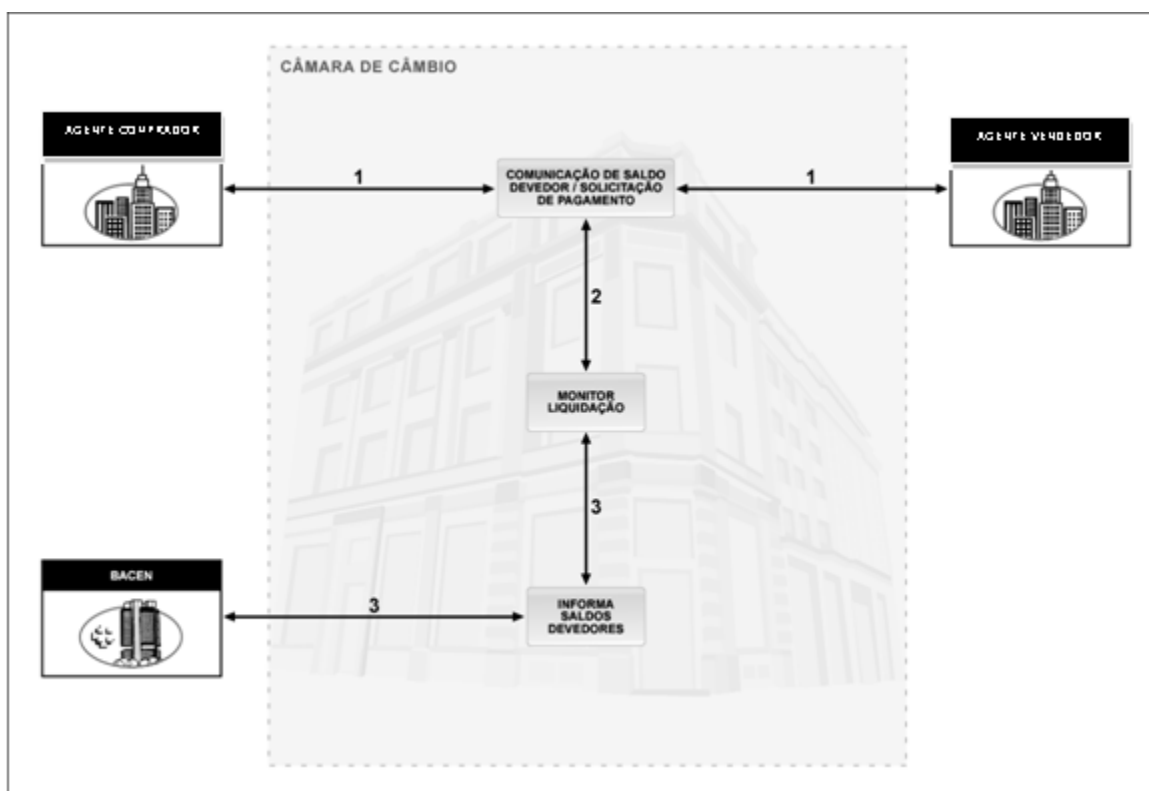 CÂMARA DE CÂMBIO
AGENTE COMPRADOR
AGENTE VENDEDOR
1
COMUNICAÇÃO DE SALDO
DEVEDOR / SOLICITAÇÃO
DE PAGAMENTO
1
2
MONITOR
LIQUIDAÇÃO
3
BACEN
3
INFORMA
SALDOS
DEVEDORES